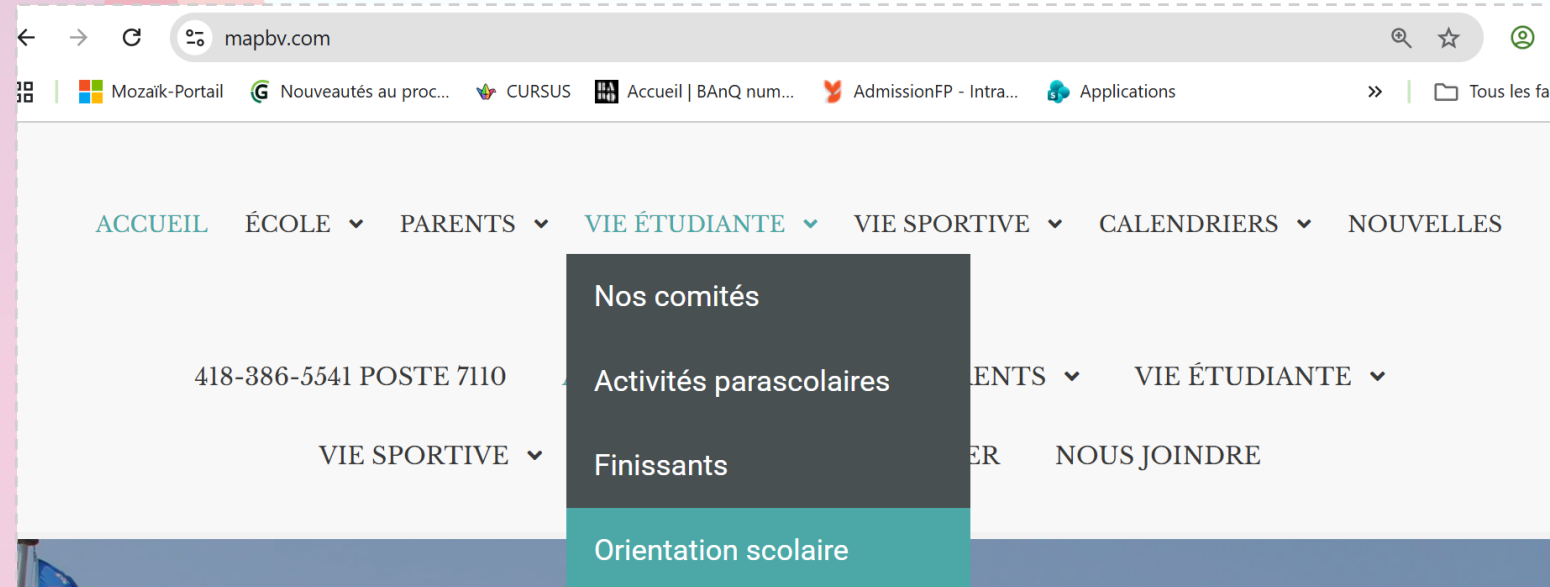 mapbv.com
Mozaïk-Portail Nouveautés au proc... CURSUS Accueil | BAnQ num... AdmissionFP - Intra... Applications » Tous les fa
ACCUEIL ÉCOLE PARENTS VIE ÉTUDIANTE VIE SPORTIVE CALENDRIERS NOUVELLES
Nos comités
418-386-5541 POSTE 7110 ENTS VIE ÉTUDIANTE
Activités parascolaires
VIE SPORTIVE ER NOUS JOINDRE
Finissants
Orientation scolaire